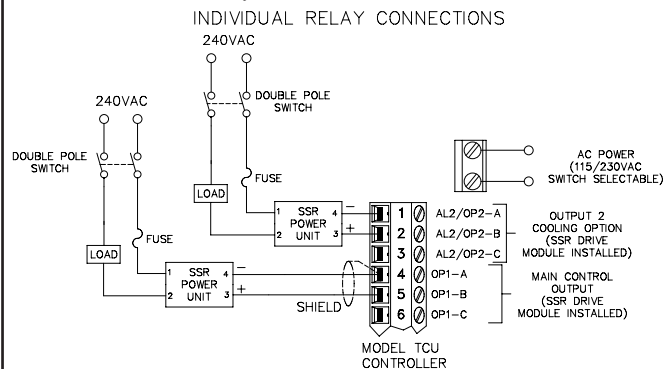 INDIVIDUAL RELAY CONNECTIONS
240VAC
DOUBLE POLE
SWITCH
240VAC
DOUBLE POLE
SWITCH
AC POWER
(115/230VAC
SWITCH SELECTABLE)
FUSE
LOAD
1 SSR 4 −
POWER
2 UNIT 3 +
1 AL2/OP2-A
2 AL2/OP2-B
3 AL2/OP2-C
OUTPUT 2
COOLING OPTION
(SSR DRIVE
MODULE INSTALLED)
FUSE
LOAD
1 SSR 4 −
POWER
2 UNIT 3 +
SHIELD
4 OP1-A
5 OP1-B
6 OP1-C
MAIN CONTROL
OUTPUT
(SSR DRIVE
MODULE INSTALLED)
MODEL TCU
CONTROLLER